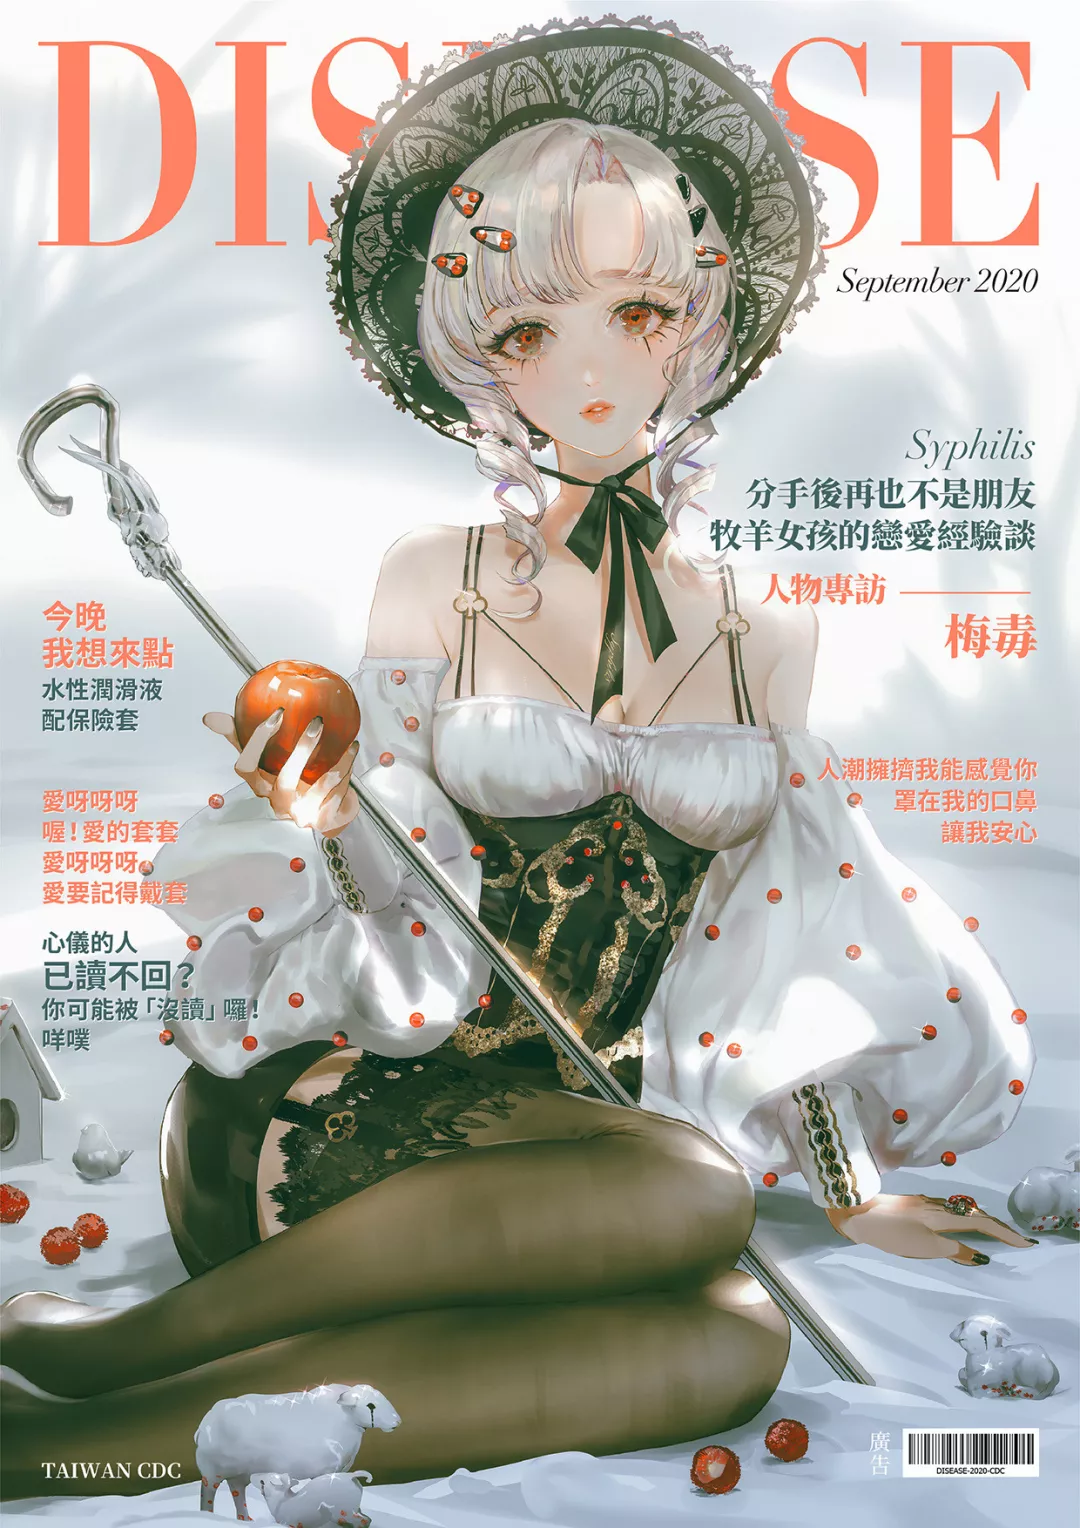 DISEASE
September 2020
Syphilis
分手後再也不是朋友
牧羊女孩的戀愛經驗談
人物專訪
梅毒
今晚
我想來點
水性潤滑液
配保險套
愛呀呀呀
喔!愛的套套
愛呀呀呀
愛要記得戴套
心儀的人
已讀不回?
你可能被「沒讀」囉!
咩噗
人潮擁擠我能感覺你
罩在我的口鼻
讓我安心
Syphilis
TAIWAN CDC
廣告
DISEASE-2020-CDC